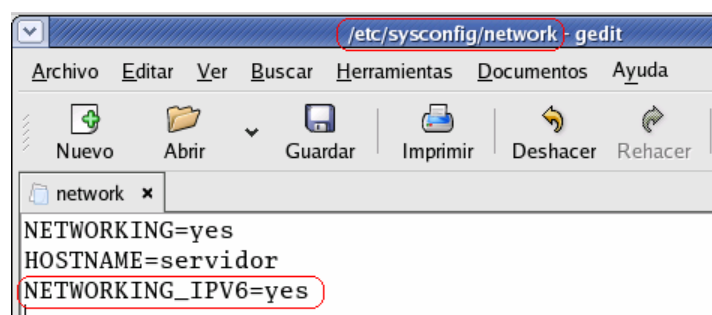 /etc/sysconfig/network - gedit
Archivo Editar Ver Buscar Herramientas Documentos Ayuda
Nuevo Abrir Guardar Imprimir Deshacer Rehacer
network
NETWORKING=yes
HOSTNAME=servidor
NETWORKING_IPV6=yes